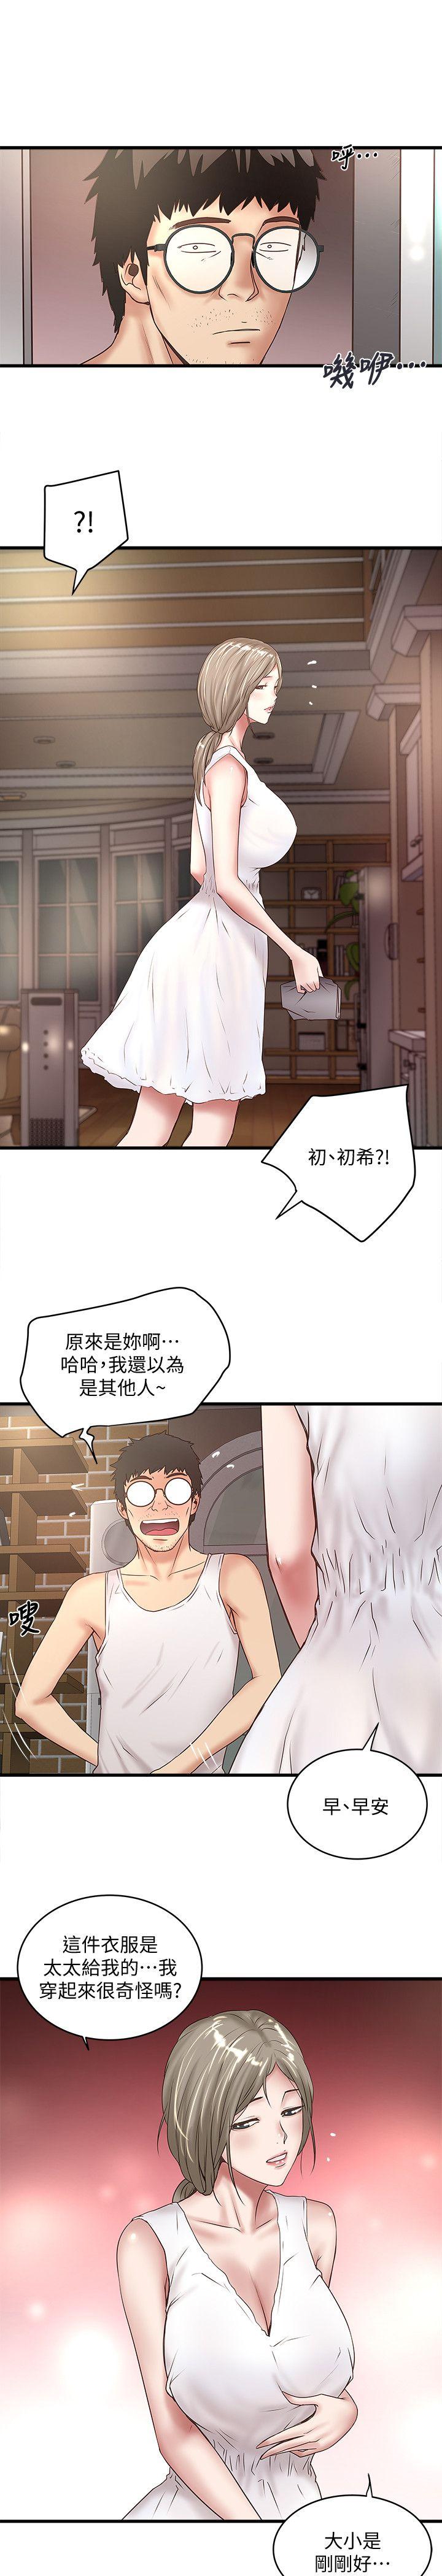 呼…
嘰咿…
?!
初、初希?!
原來是妳啊…
哈哈，我還以為
是其他人~
嗖
早、早安
這件衣服是
太太給我的…我
穿起來很奇怪嗎?
大小是
剛剛好…